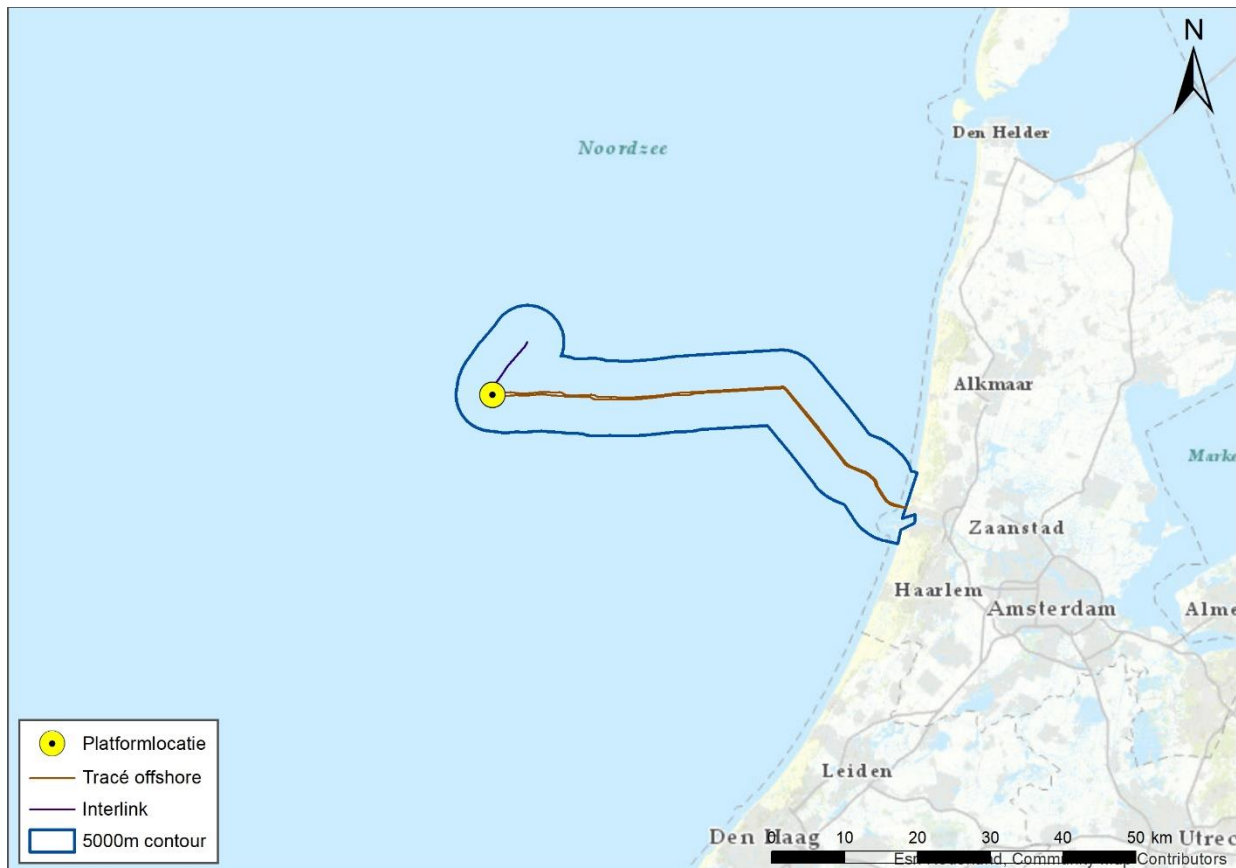 N
Den Helder
Noordzee
Alkmaar
Marke
Zaanstad
Haarlem
Amsterdam
Alme
Platformlocatie
Tracé offshore
Interlink
5000m contour
Leiden
Den Haag
Utrec
0 10 20 30 40 50 km
Contributors